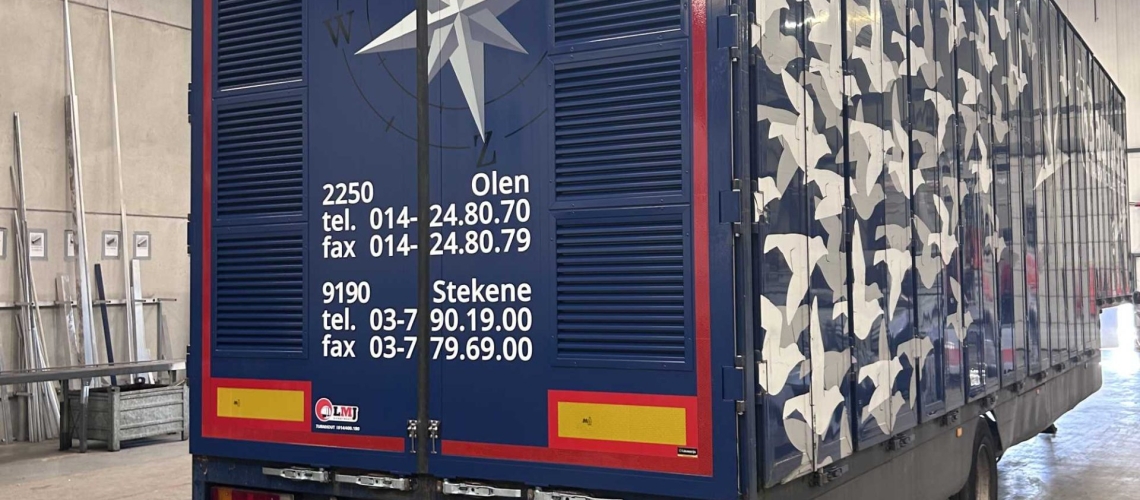 W
Z
2250 Olen
tel. 014-24.80.70
fax 014-24.80.79
9190 Stekene
tel. 03-790.19.00
fax 03-779.69.00
LMJ